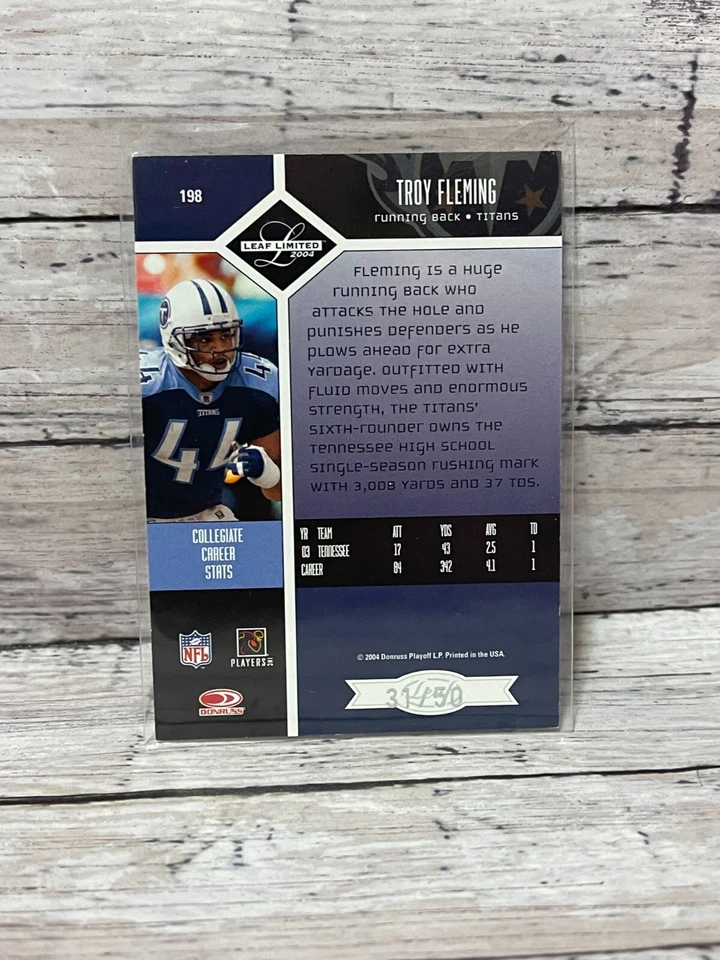 198
TROY FLEMING
RUNNING BACK • TITANS
LEAF LIMITED
L
2004
FLEMING IS A HUGE
RUNNING BACK WHO
ATTACKS THE HOLE AND
PUNISHES DEFENDERS AS HE
PLOWS AHEAD FOR EXTRA
YARDAGE. OUTFITTED WITH
FLUID MOVES AND ENORMOUS
STRENGTH, THE TITANS'
SIXTH-ROUNDER OWNS THE
TENNESSEE HIGH SCHOOL
SINGLE-SEASON RUSHING MARK
WITH 3,008 YARDS AND 37 TDS.
44
TITANS
44
COLLEGIATE
CAREER
STATS
YR TEAM ATT YDS AVG TD
03 TENNESSEE 17 43 2.5 1
CAREER 84 342 4.1 1
NFL
PLAYERS INC
DONRUSS
© 2004 Donruss Playoff L.P. Printed in the USA.